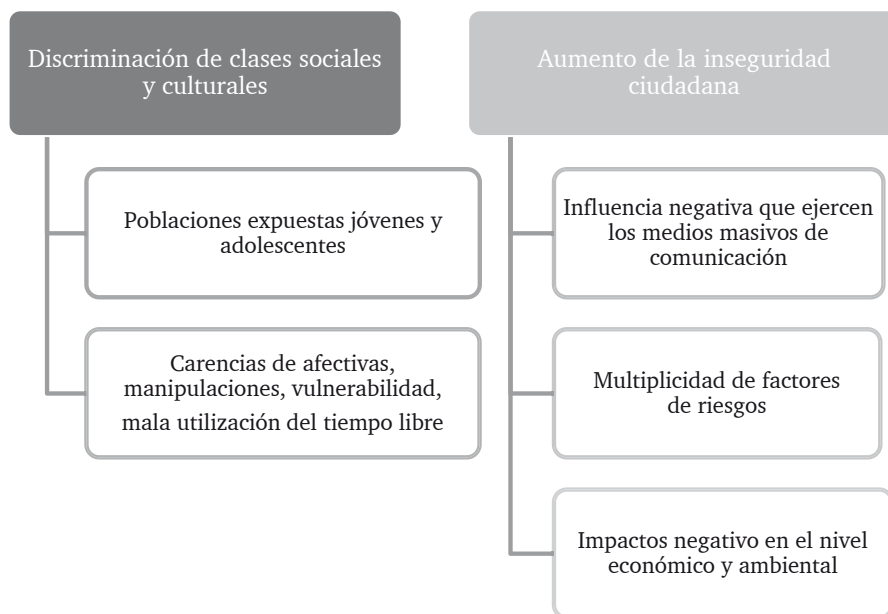 Discriminación de clases sociales
y culturales
Poblaciones expuestas jóvenes y
adolescentes
Carencias de afectivas,
manipulaciones, vulnerabilidad,
mala utilización del tiempo libre
Aumento de la inseguridad
ciudadana
Influencia negativa que ejercen
los medios masivos de
comunicación
Multiplicidad de factores
de riesgos
Impactos negativo en el nivel
económico y ambiental